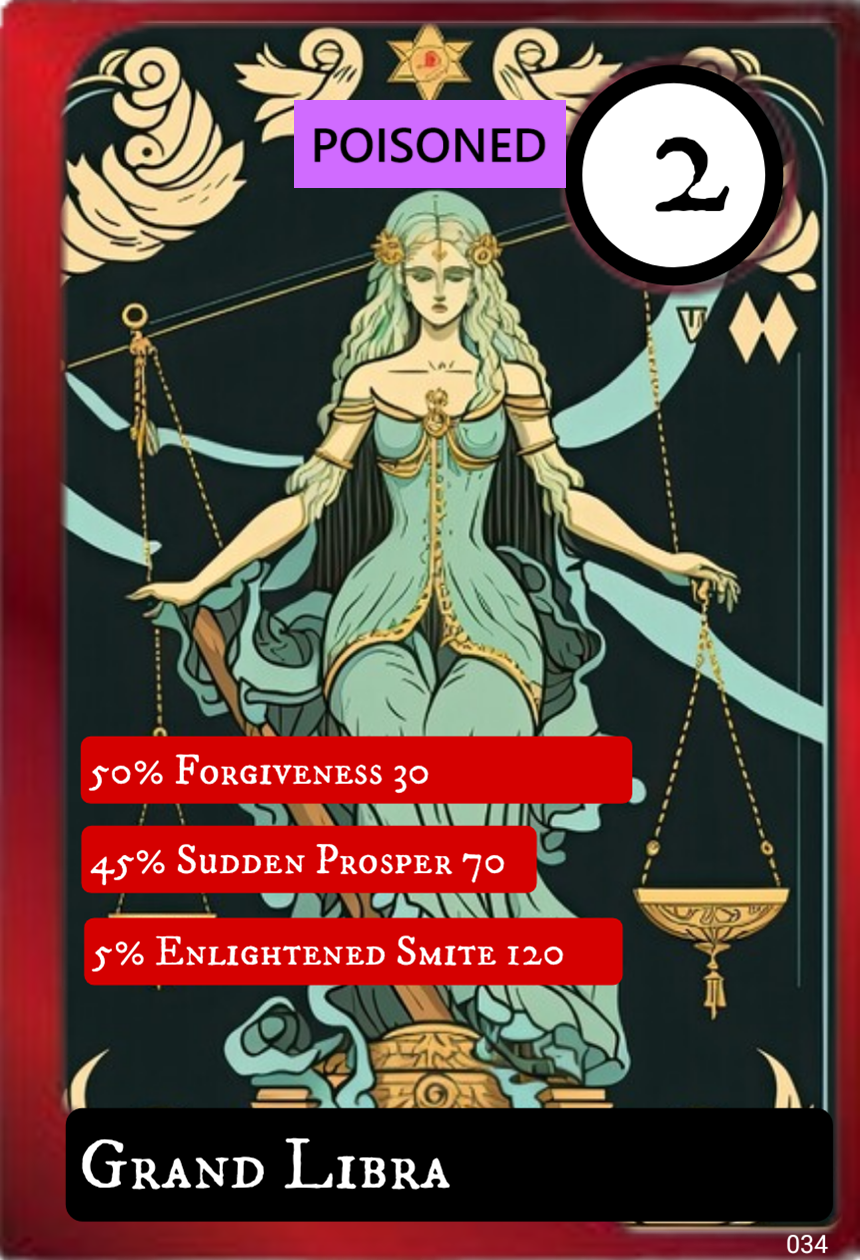 POISONED
2
50% Forgiveness 30
45% Sudden Prosper 70
5% Enlightened Smite 120
Grand Libra
034